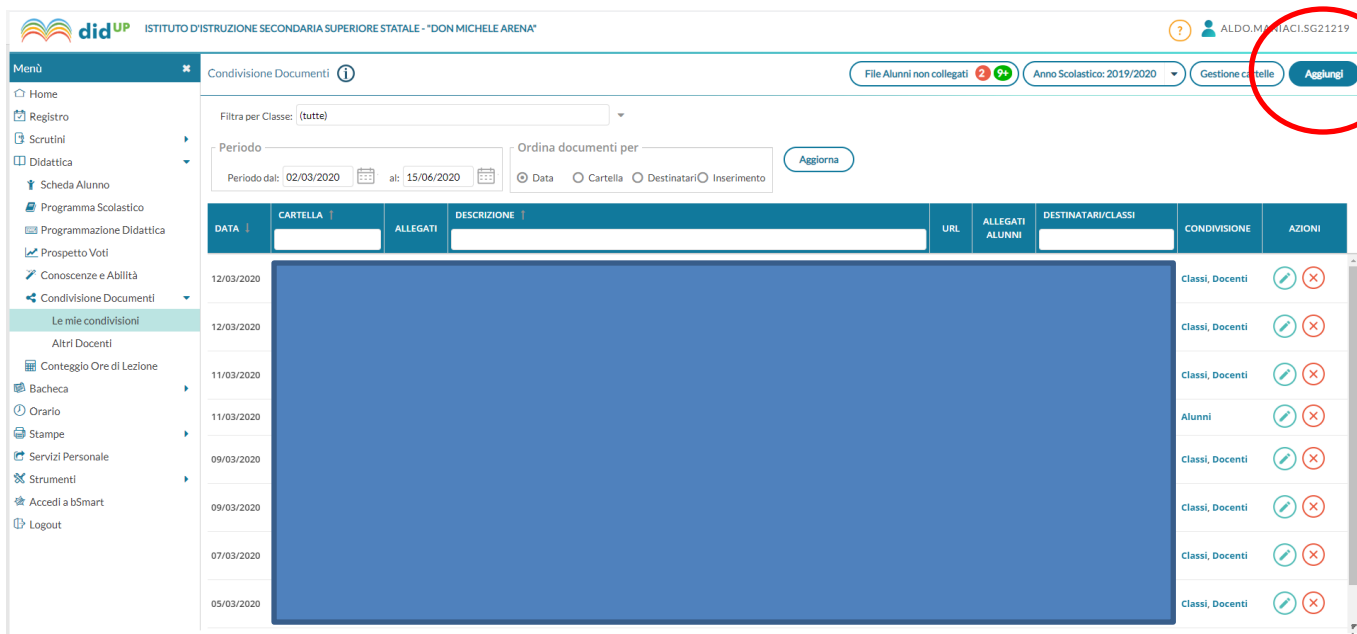 didUP ISTITUTO D'ISTRUZIONE SECONDARIA SUPERIORE STATALE - "DON MICHELE ARENA" ? ALDO.MANIACI.SG21219
Menù
Home
Registro
Scrutini
Didattica
Scheda Alunno
Programma Scolastico
Programmazione Didattica
Prospetto Voti
Conoscenze e Abilità
Condivisione Documenti
Le mie condivisioni
Altri Docenti
Conteggio Ore di Lezione
Bacheca
Orario
Stampe
Servizi Personale
Strumenti
Accedi a bSmart
Logout
Condivisione Documenti i File Alunni non collegati 2 9+ Anno Scolastico: 2019/2020 Gestione cartelle Aggiungi
Filtra per Classe: (tutte)
Periodo
Periodo dal: 02/03/2020 al: 15/06/2020
Ordina documenti per
Data Cartella Destinatari Inserimento
Aggiorna
DATA CARTELLA ALLEGATI DESCRIZIONE URL ALLEGATI ALUNNI DESTINATARI/CLASSI CONDIVISIONE AZIONI
12/03/2020 Classi, Docenti
12/03/2020 Classi, Docenti
11/03/2020 Classi, Docenti
11/03/2020 Alunni
09/03/2020 Classi, Docenti
09/03/2020 Classi, Docenti
07/03/2020 Classi, Docenti
05/03/2020 Classi, Docenti